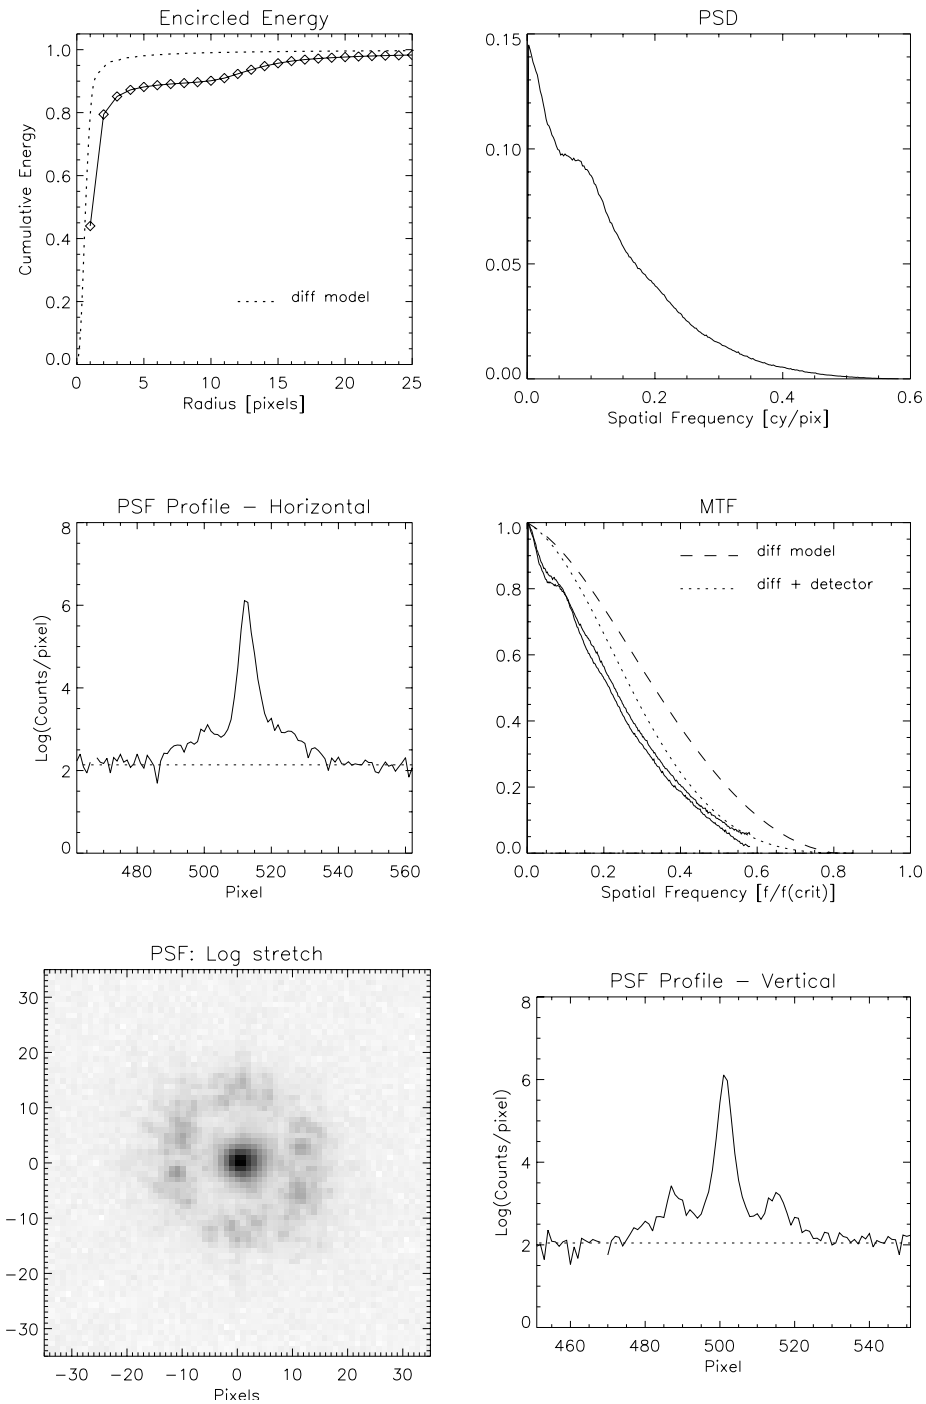 Encircled Energy
1.0
0.8
0.6
0.4
0.2
0.0
Cumulative Energy
diff model
0 5 10 15 20 25
Radius [pixels]
PSD
0.15
0.10
0.05
0.00
0.0 0.2 0.4 0.6
Spatial Frequency [cy/pix]
PSF Profile – Horizontal
8
6
4
2
0
Log(Counts/pixel)
480 500 520 540 560
Pixel
MTF
1.0
0.8
0.6
0.4
0.2
0.0
diff model
diff + detector
0.0 0.2 0.4 0.6 0.8 1.0
Spatial Frequency [f/f(crit)]
PSF: Log stretch
30
20
10
0
−10
−20
−30
−30 −20 −10 0 10 20 30
Pixels
PSF Profile – Vertical
8
6
4
2
0
Log(Counts/pixel)
460 480 500 520 540
Pixel